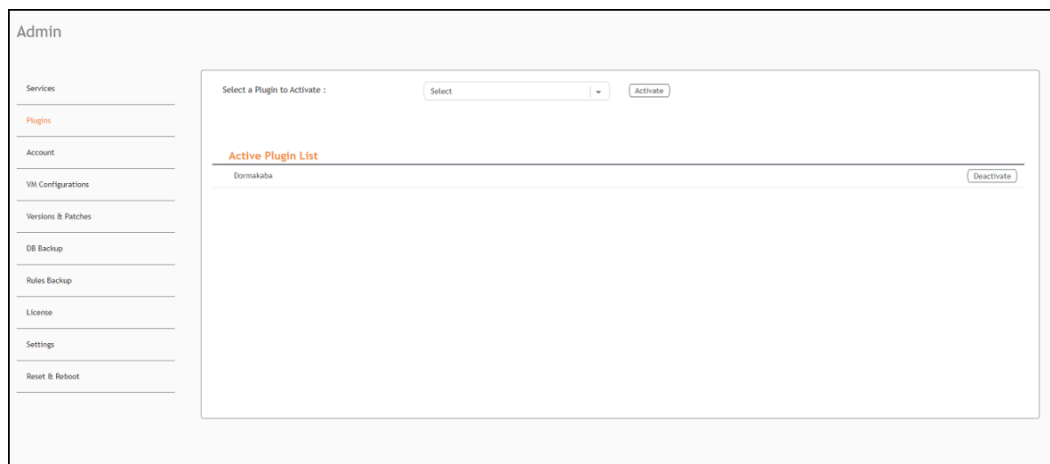 Admin
Services
Plugins
Account
VM Configurations
Versions & Patches
DB Backup
Rules Backup
License
Settings
Reset & Reboot
Select a Plugin to Activate : Select Activate
Active Plugin List
Dormakaba Deactivate